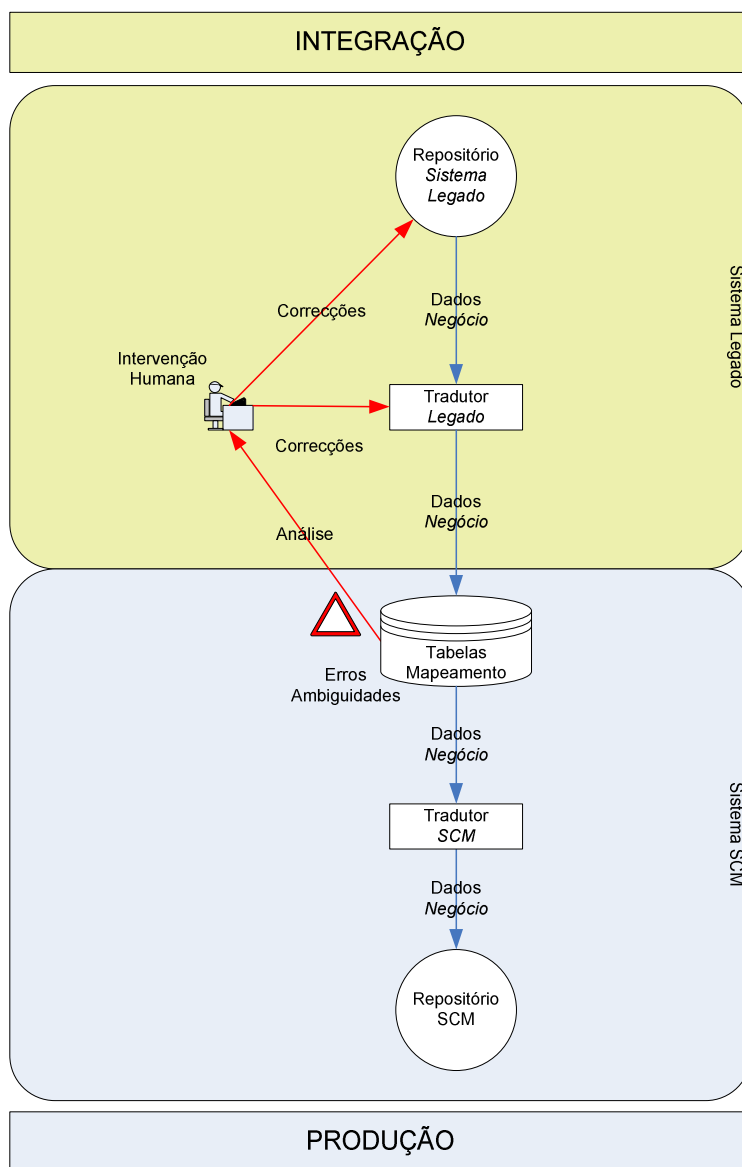 INTEGRAÇÃO
Repositório
Sistema
Legado
Correcções
Dados
Negócio
Sistema Legado
Intervenção
Humana
Tradutor
Legado
Correcções
Dados
Negócio
Análise
Tabelas
Mapeamento
Erros
Ambiguidades
Dados
Negócio
Sistema SCM
Tradutor
SCM
Dados
Negócio
Repositório
SCM
PRODUÇÃO